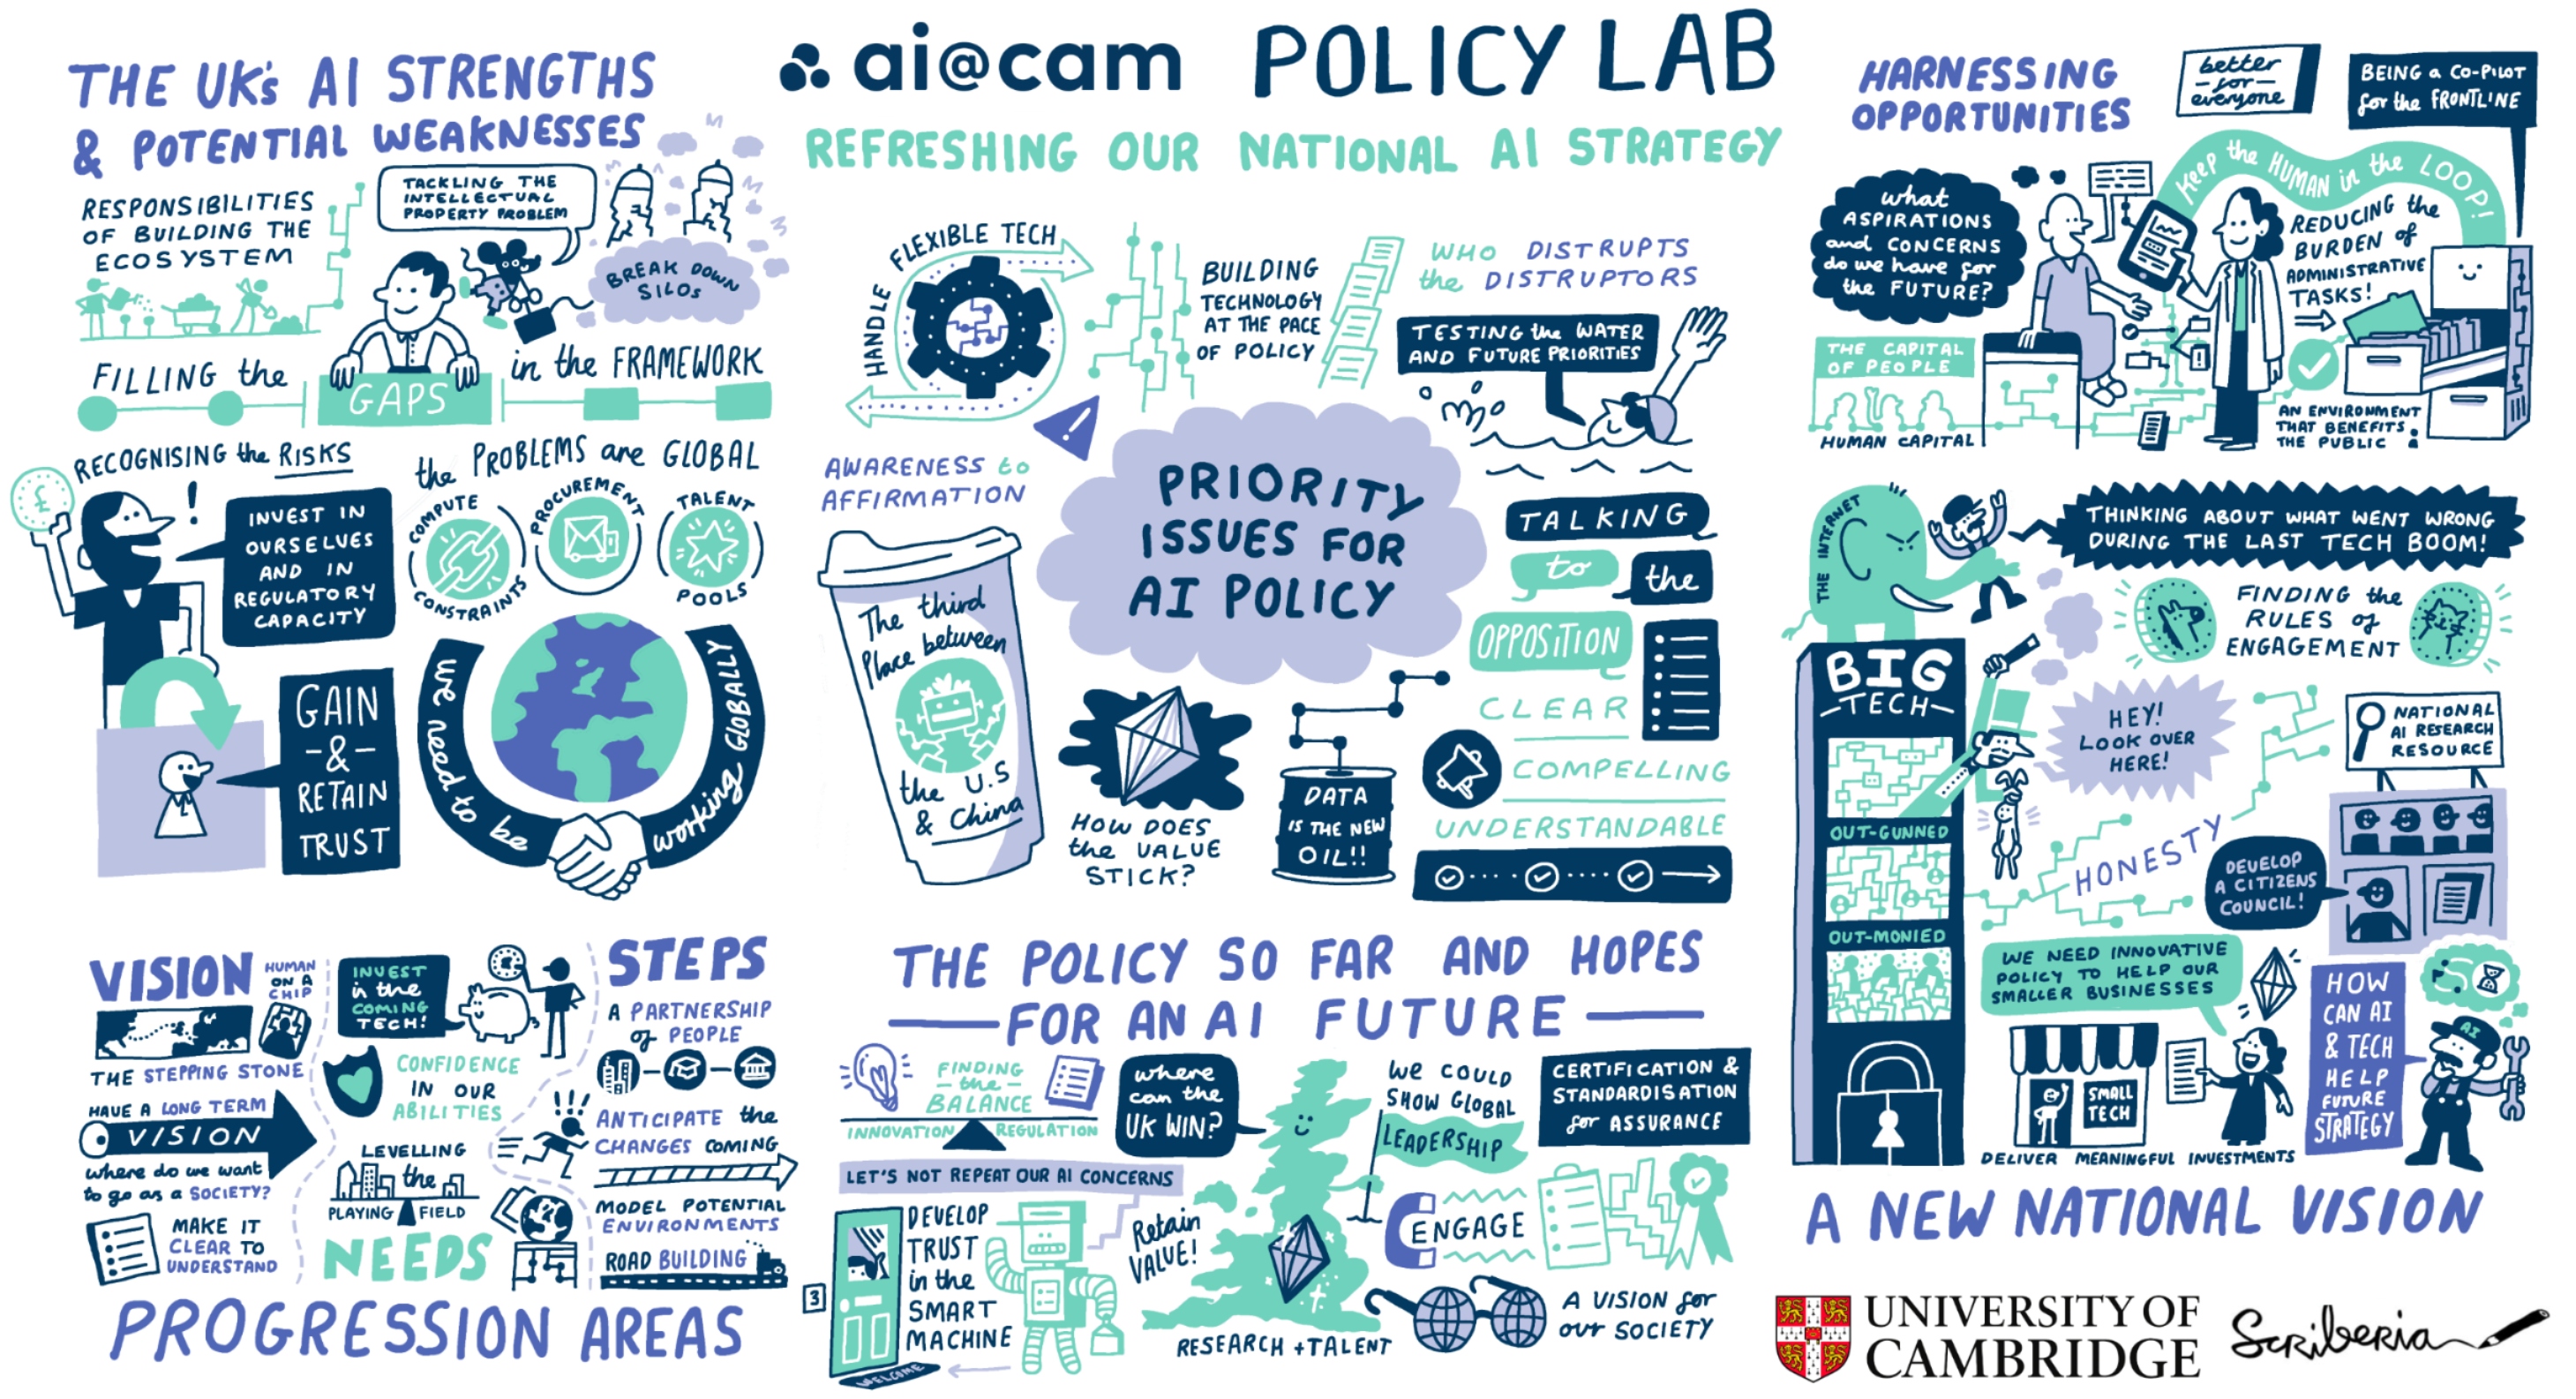 ai@cam POLICY LAB
REFRESHING OUR NATIONAL AI STRATEGY
THE UK's AI STRENGTHS
& POTENTIAL WEAKNESSES
RESPONSIBILITIES
OF BUILDING THE
ECOSYSTEM
TACKLING THE
INTELLECTUAL
PROPERTY PROBLEM
BREAK DOWN
SILOS
FILLING the
GAPS
in the FRAMEWORK
RECOGNISING the RISKS
£
!
INVEST IN
OURSELVES
AND IN
REGULATORY
CAPACITY
GAIN
-&-
RETAIN
TRUST
the PROBLEMS are GLOBAL
COMPUTE
CONSTRAINTS
PROCUREMENT
TALENT
POOLS
we need to be
working GLOBALLY
HANDLE FLEXIBLE TECH
BUILDING
TECHNOLOGY
AT THE PACE
OF POLICY
WHO DISTRUPTS
the DISTRUPTORS
TESTING the WATER
AND FUTURE PRIORITIES
!
AWARENESS to
AFFIRMATION
PRIORITY
ISSUES FOR
AI POLICY
The third
Place between
the U.S
& China
HOW DOES
the VALUE
STICK?
DATA
IS THE NEW
OIL!!
TALKING
to the
OPPOSITION
CLEAR
COMPELLING
UNDERSTANDABLE
HARNESSING
OPPORTUNITIES
better
-for-
everyone
BEING a CO-PILOT
for the FRONTLINE
what
ASPIRATIONS
and CONCERNS
do we have for
the FUTURE?
Keep the HUMAN in the LOOP!
REDUCING the
BURDEN of
ADMINISTRATIVE
TASKS!
THE CAPITAL
OF PEOPLE
HUMAN CAPITAL
AN ENVIRONMENT
THAT BENEFITS
THE PUBLIC
THE INTERNET
THINKING ABOUT WHAT WENT WRONG
DURING THE LAST TECH BOOM!
FINDING the
RULES of
ENGAGEMENT
BIG
-TECH-
OUT-GUNNED
OUT-MONIED
HEY!
LOOK OVER
HERE!
HONESTY
NATIONAL
AI RESEARCH
RESOURCE
DEVELOP
A CITIZENS
COUNCIL!
WE NEED INNOVATIVE
POLICY TO HELP OUR
SMALLER BUSINESSES
SMALL
TECH
DELIVER MEANINGFUL INVESTMENTS
HOW
CAN AI
& TECH
HELP
FUTURE
STRATEGY
AI
A NEW NATIONAL VISION
VISION
HUMAN
ON A
CHIP
THE STEPPING STONE
HAVE A LONG TERM
VISION
where do we want
to go as a SOCIETY?
MAKE IT
CLEAR TO
UNDERSTAND
INVEST
in the
COMING
TECH!
CONFIDENCE
IN OUR
ABILITIES
LEVELLING
the
PLAYING FIELD
NEEDS
STEPS
A PARTNERSHIP
of PEOPLE
!!!
ANTICIPATE the
CHANGES COMING
MODEL POTENTIAL
ENVIRONMENTS
ROAD BUILDING
PROGRESSION AREAS
THE POLICY SO FAR AND HOPES
FOR AN AI FUTURE
FINDING
-the-
BALANCE
INNOVATION REGULATION
where
can the
UK WIN?
LET'S NOT REPEAT OUR AI CONCERNS
3
DEVELOP
TRUST
in the
SMART
MACHINE
WELCOME
Retain
VALUE!
RESEARCH + TALENT
WE COULD
SHOW GLOBAL
LEADERSHIP
CERTIFICATION &
STANDARDISATION
for ASSURANCE
ENGAGE
A VISION for
our SOCIETY
UNIVERSITY OF
CAMBRIDGE
Scriberia